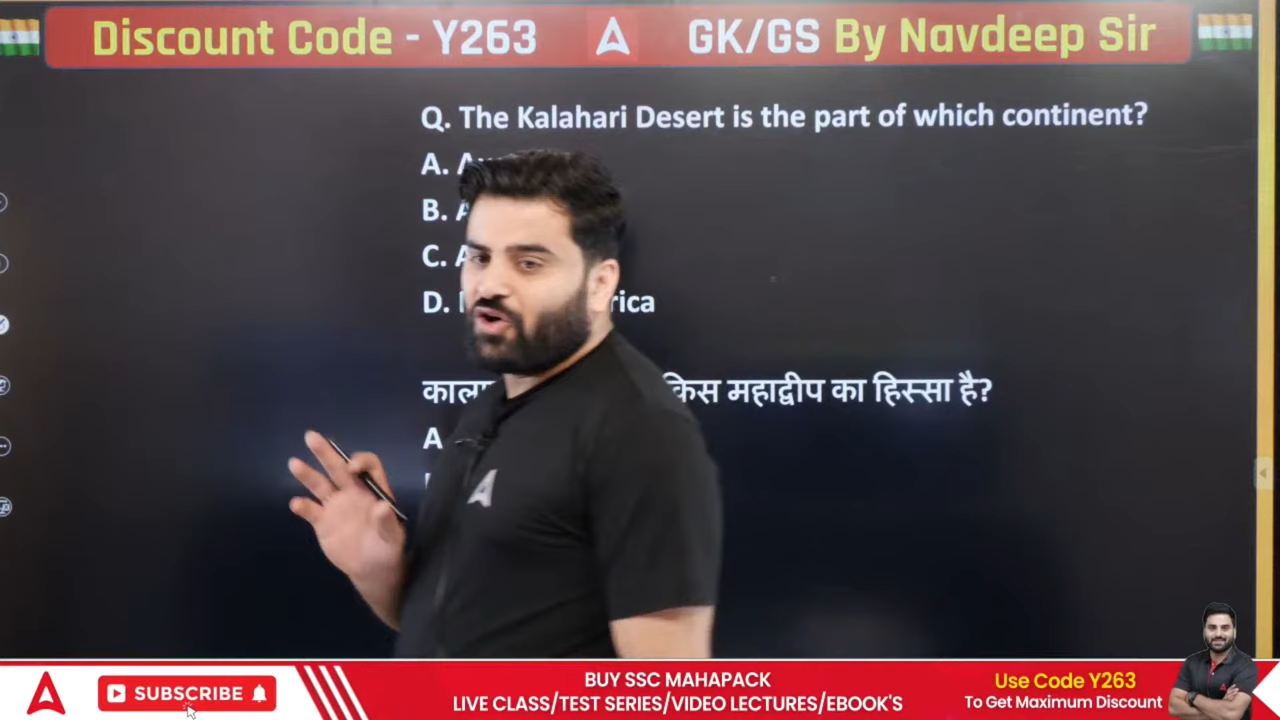 Discount Code - Y263
GK/GS By Navdeep Sir
Q. The Kalahari Desert is the part of which continent?
A.
B.
C.
D.
किस महाद्वीप का हिस्सा है?
A
SUBSCRIBE
BUY SSC MAHAPACK
LIVE CLASS/TEST SERIES/VIDEO LECTURES/EBOOK'S
Use Code Y263
To Get Maximum Discount